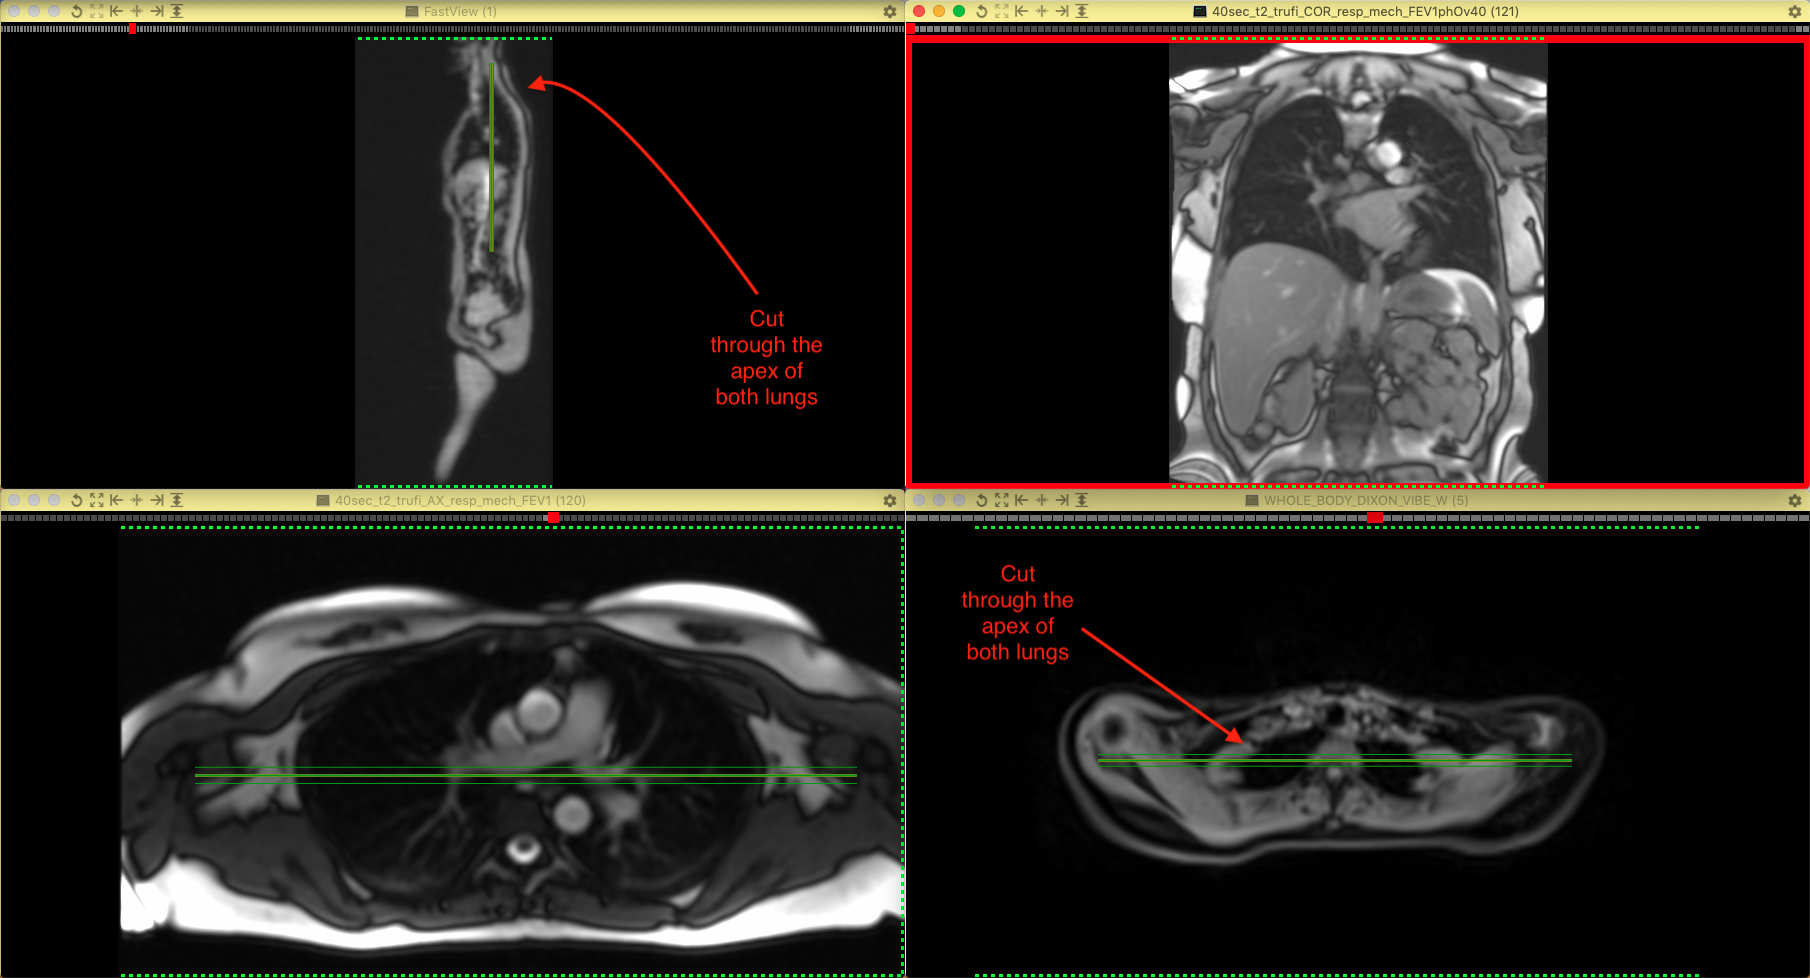 FastView (1)
40sec_t2_trufi_COR_resp_mech_FEV1phOv40 (121)
Cut
through the
apex of
both lungs
40sec_t2_trufi_AX_resp_mech_FEV1 (120)
WHOLE_BODY_DIXON_VIBE_W (5)
Cut
through the
apex of
both lungs